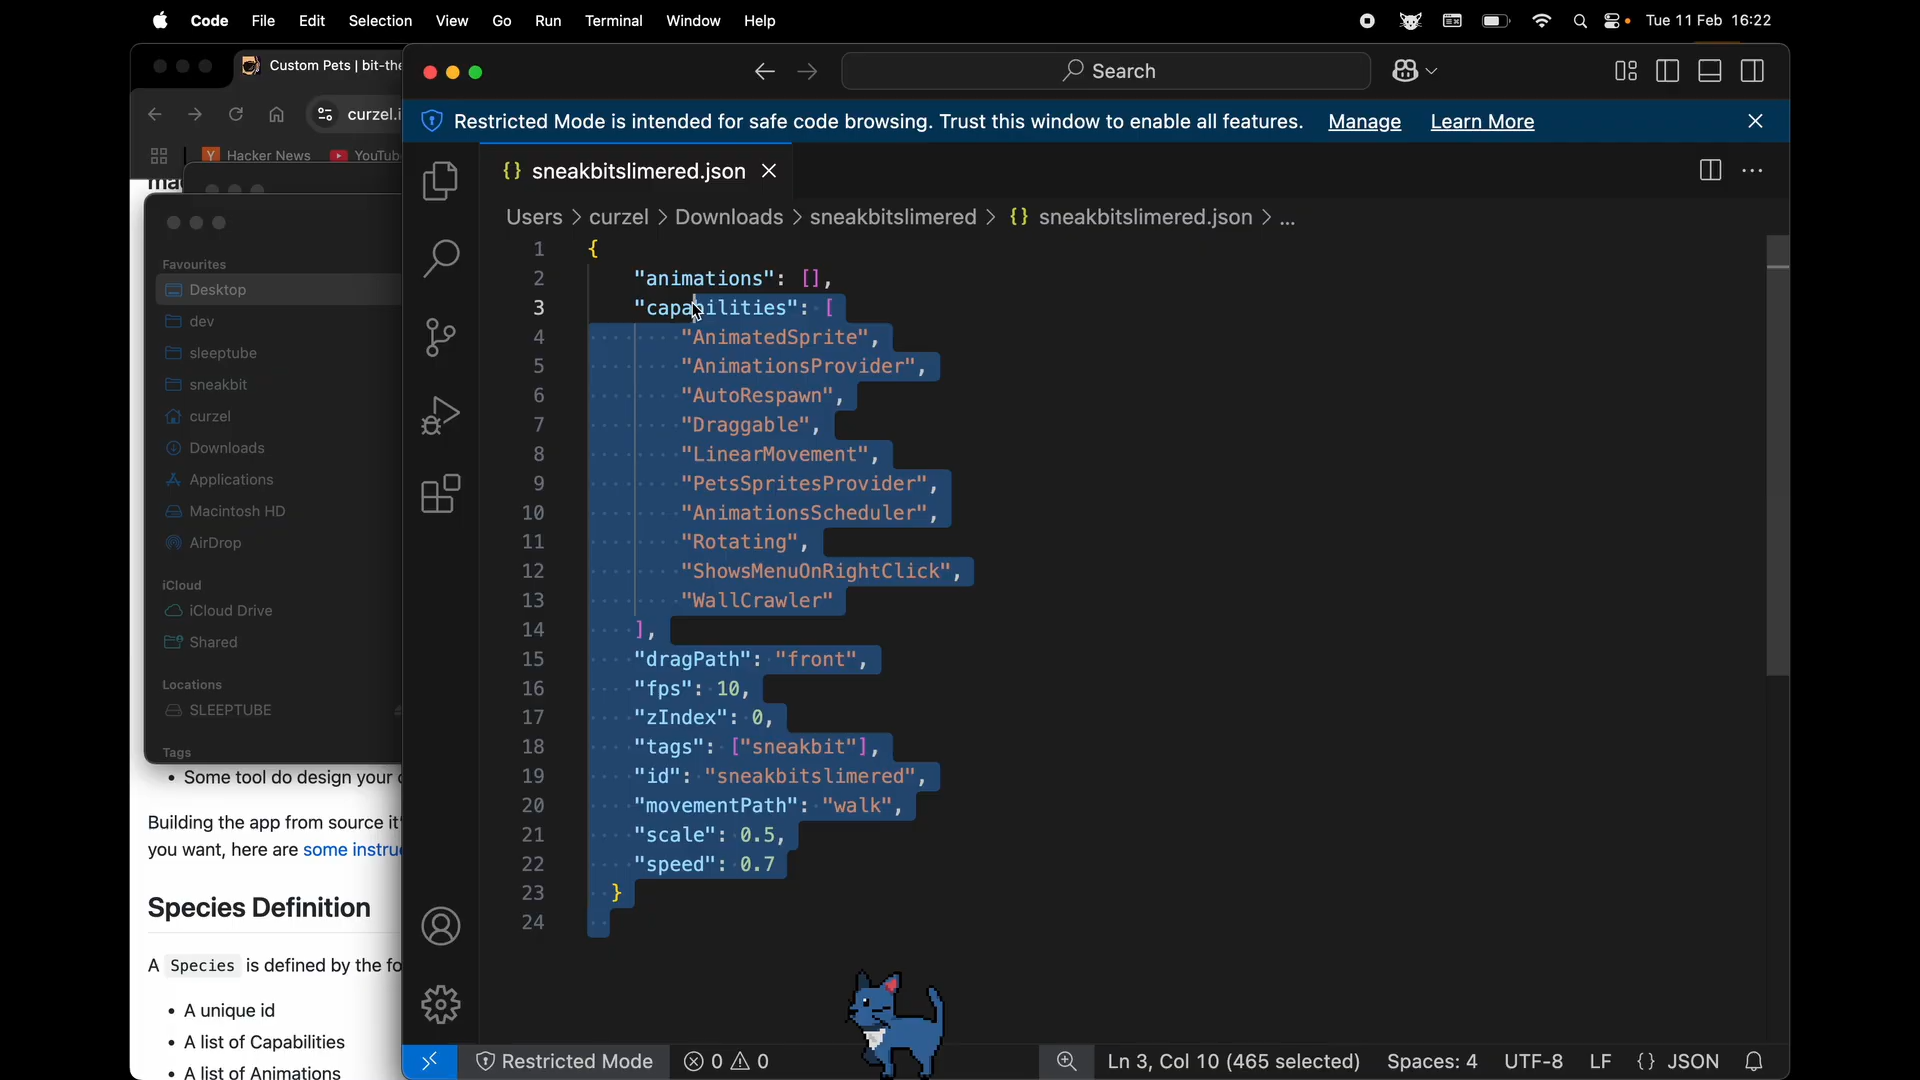 Code File Edit Selection View Go Run Terminal Window Help Tue 11 Feb 16:22
Custom Pets | bit-the
Search
curzel.i
Restricted Mode is intended for safe code browsing. Trust this window to enable all features. Manage Learn More
Hacker News YouTub
{} sneakbitslimered.json
Users > curzel > Downloads > sneakbitslimered > {} sneakbitslimered.json > ...
Favourites
Desktop
dev
sleeptube
sneakbit
curzel
Downloads
Applications
Macintosh HD
AirDrop
iCloud
iCloud Drive
Shared
Locations
SLEEPTUBE
Tags
1 {
2 "animations": [],
3 "capabilities": [
4 "AnimatedSprite",
5 "AnimationsProvider",
6 "AutoRespawn",
7 "Draggable",
8 "LinearMovement",
9 "PetsSpritesProvider",
10 "AnimationsScheduler",
11 "Rotating",
12 "ShowsMenuOnRightClick",
13 "WallCrawler"
14 ],
15 "dragPath": "front",
16 "fps": 10,
17 "zIndex": 0,
18 "tags": ["sneakbit"],
19 "id": "sneakbitslimered",
20 "movementPath": "walk",
21 "scale": 0.5,
22 "speed": 0.7
23 }
24
• Some tool do design your
Building the app from source it'
you want, here are some instru
Species Definition
A Species is defined by the fo
• A unique id
• A list of Capabilities
• A list of Animations
Restricted Mode 0 0 Ln 3, Col 10 (465 selected) Spaces: 4 UTF-8 LF {} JSON